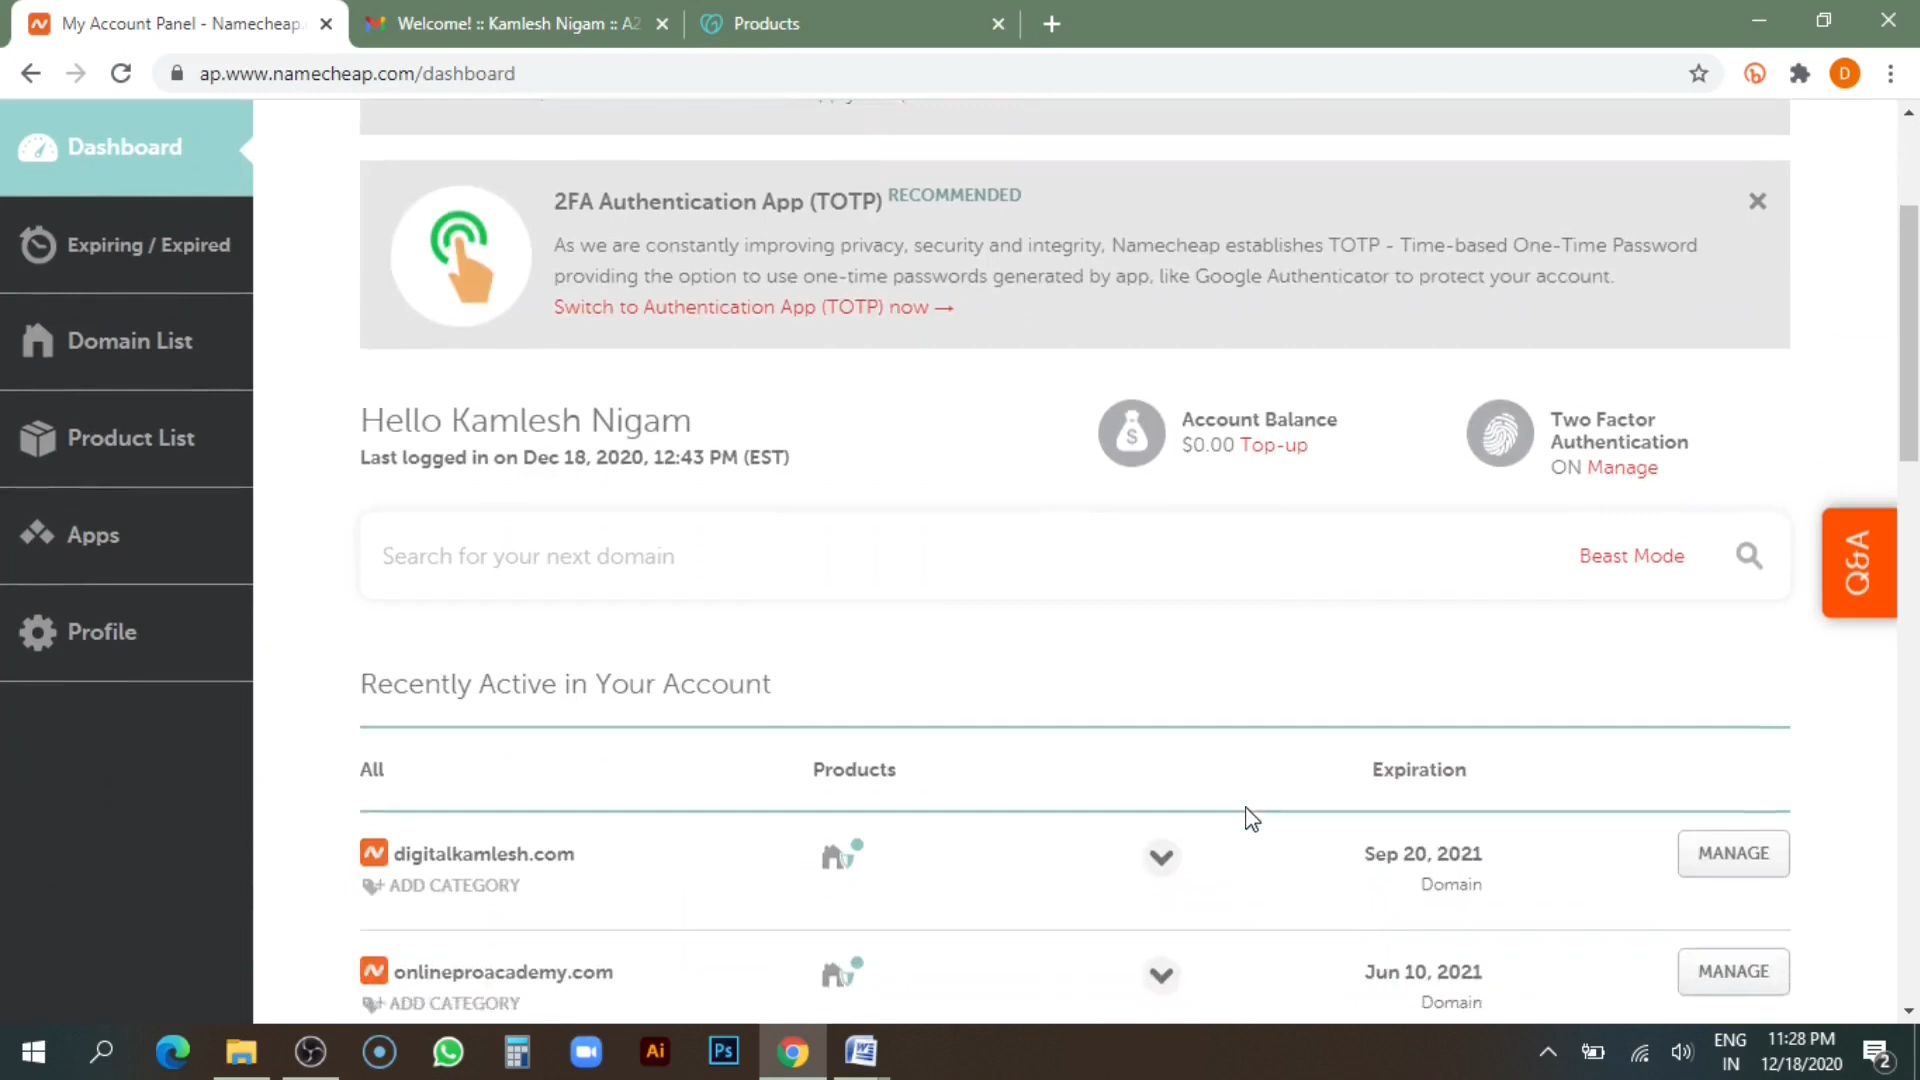 My Account Panel - Namecheap.
Welcome! :: Kamlesh Nigam :: A2
Products
ap.www.namecheap.com/dashboard
D
Dashboard
Expiring / Expired
Domain List
Product List
Apps
Profile
2FA Authentication App (TOTP) RECOMMENDED
As we are constantly improving privacy, security and integrity, Namecheap establishes TOTP - Time-based One-Time Password
providing the option to use one-time passwords generated by app, like Google Authenticator to protect your account.
Switch to Authentication App (TOTP) now →
Hello Kamlesh Nigam
Last logged in on Dec 18, 2020, 12:43 PM (EST)
Account Balance
$0.00 Top-up
Two Factor
Authentication
ON Manage
Search for your next domain
Beast Mode
Q&A
Recently Active in Your Account
All
Products
Expiration
digitalkamlesh.com
ADD CATEGORY
Sep 20, 2021
Domain
MANAGE
onlineproacademy.com
ADD CATEGORY
Jun 10, 2021
Domain
MANAGE
Ai
Ps
ENG
IN
11:28 PM
12/18/2020
2